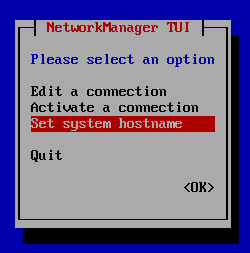 NetworkManager TUI
Please select an option
Edit a connection
Activate a connection
Set system hostname
Quit
<OK>